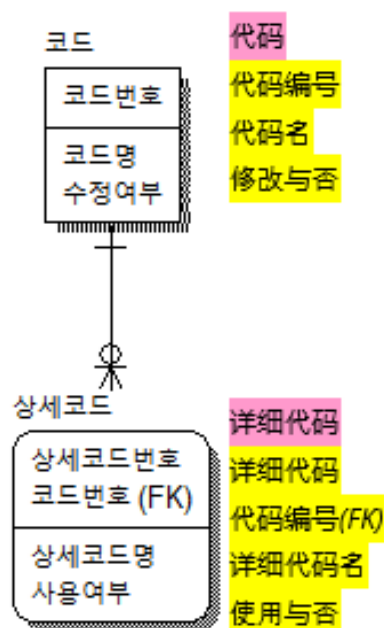 코드
코드번호
코드명
수정여부
상세코드
상세코드번호
코드번호 (FK)
상세코드명
사용여부
代码
代码编号
代码名
修改与否
详细代码
详细代码
代码编号(FK)
详细代码名
使用与否